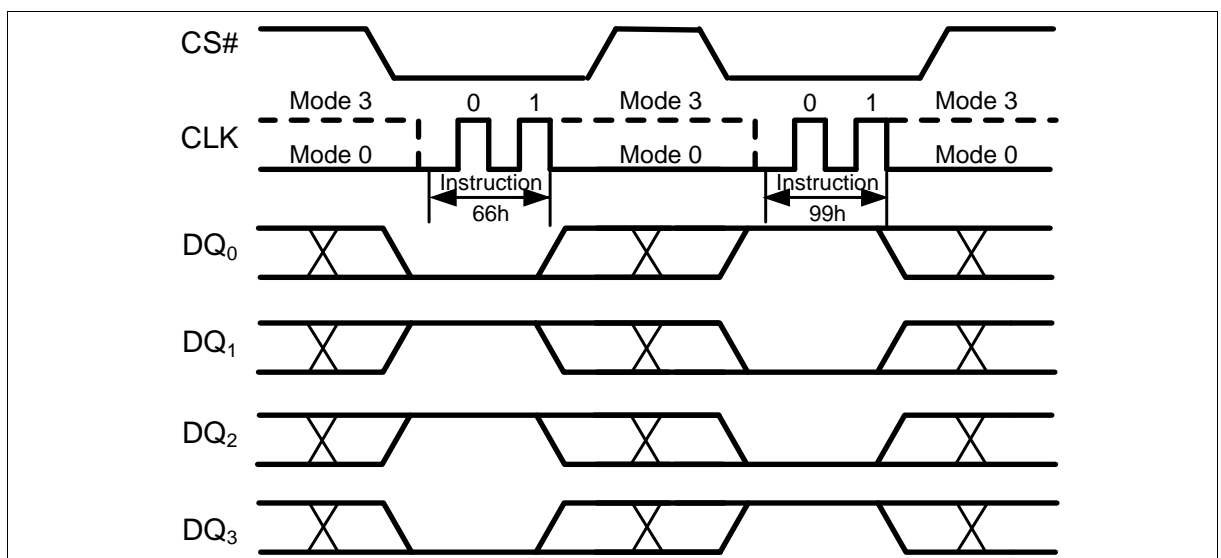 CS#
Mode 3 0 1 Mode 3 0 1 Mode 3
CLK
Mode 0 Mode 0 Mode 0
Instruction Instruction
66h 99h
DQ₀
DQ₁
DQ₂
DQ₃